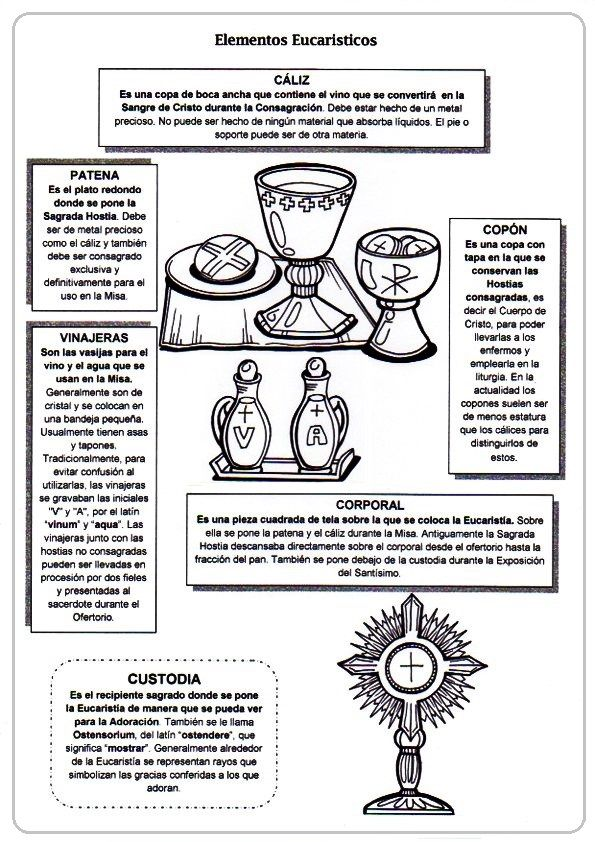 Elementos Eucaristicos
CÁLIZ
Es una copa de boca ancha que contiene el vino que se convertirá en la
Sangre de Cristo durante la Consagración. Debe estar hecho de un metal
precioso. No puede ser hecho de ningún material que absorba líquidos. El pie o
soporte puede ser de otra materia.
PATENA
Es el plato redondo
donde se pone la
Sagrada Hostia. Debe
ser de metal precioso
como el cáliz y también
debe ser consagrado
exclusiva y
definitivamente para el
uso en la Misa.
COPÓN
Es una copa con
tapa en la que se
conservan las
Hostias
consagradas, es
decir el Cuerpo de
Cristo, para poder
llevarlas a los
enfermos y
emplearla en la
liturgia. En la
actualidad los
copones suelen ser
de menos estatura
que los cálices para
distinguirlos de
estos.
VINAJERAS
Son las vasijas para el
vino y el agua que se
usan en la Misa.
Generalmente son de
cristal y se colocan en
una bandeja pequeña.
Usualmente tienen asas
y tapones.
Tradicionalmente, para
evitar confusión al
utilizarlas, las vinajeras
se gravaban las iniciales
"V" y "A", por el latín
"vinum" y "aqua". Las
vinajeras junto con las
hostias no consagradas
pueden ser llevadas en
procesión por dos fieles
y presentadas al
sacerdote durante el
Ofertorio.
V A
CORPORAL
Es una pieza cuadrada de tela sobre la que se coloca la Eucaristía. Sobre
ella se pone la patena y el cáliz durante la Misa. Antiguamente la Sagrada
Hostia descansaba directamente sobre el corporal desde el ofertorio hasta la
fracción del pan. También se pone debajo de la custodia durante la Exposición
del Santísimo.
CUSTODIA
Es el recipiente sagrado donde se pone
la Eucaristía de manera que se pueda ver
para la Adoración. También se le llama
Ostensorium, del latín "ostendere", que
significa "mostrar". Generalmente alrededor
de la Eucaristía se representan rayos que
simbolizan las gracias conferidas a los que
adoran.